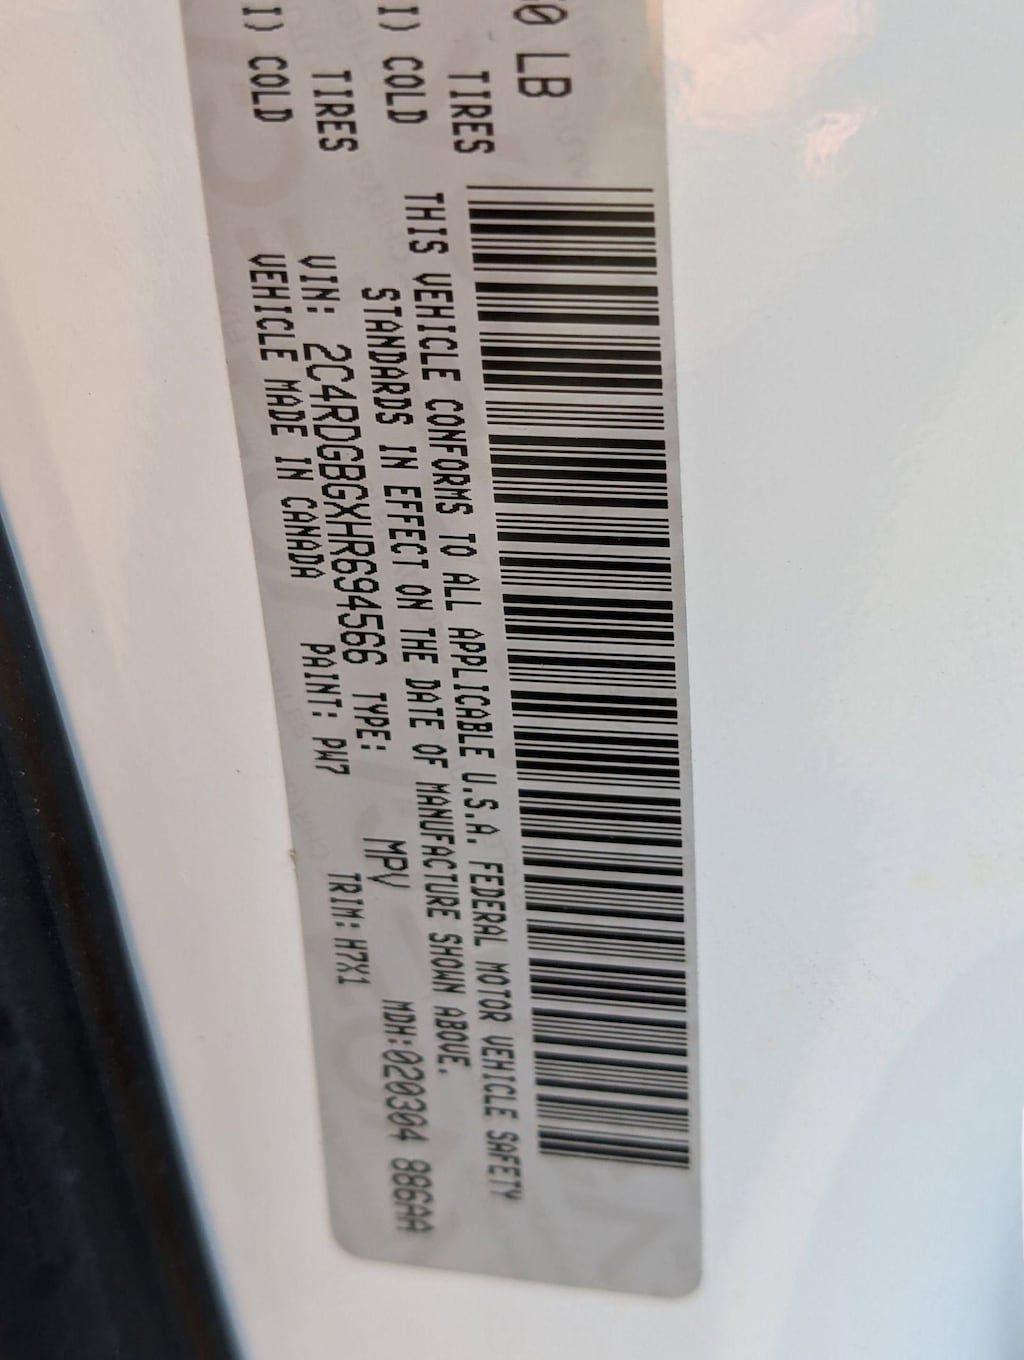 50 LB
TIRES
I) COLD
TIRES
I) COLD
THIS VEHICLE CONFORMS TO ALL APPLICABLE U.S.A. FEDERAL MOTOR VEHICLE SAFETY
STANDARDS IN EFFECT ON THE DATE OF MANUFACTURE SHOWN ABOVE.
VIN: 2C4RDGBGXHR694566 TYPE: MPV MDH:020304 886AA
VEHICLE MADE IN CANADA PAINT: PW7 TRIM: H7X1